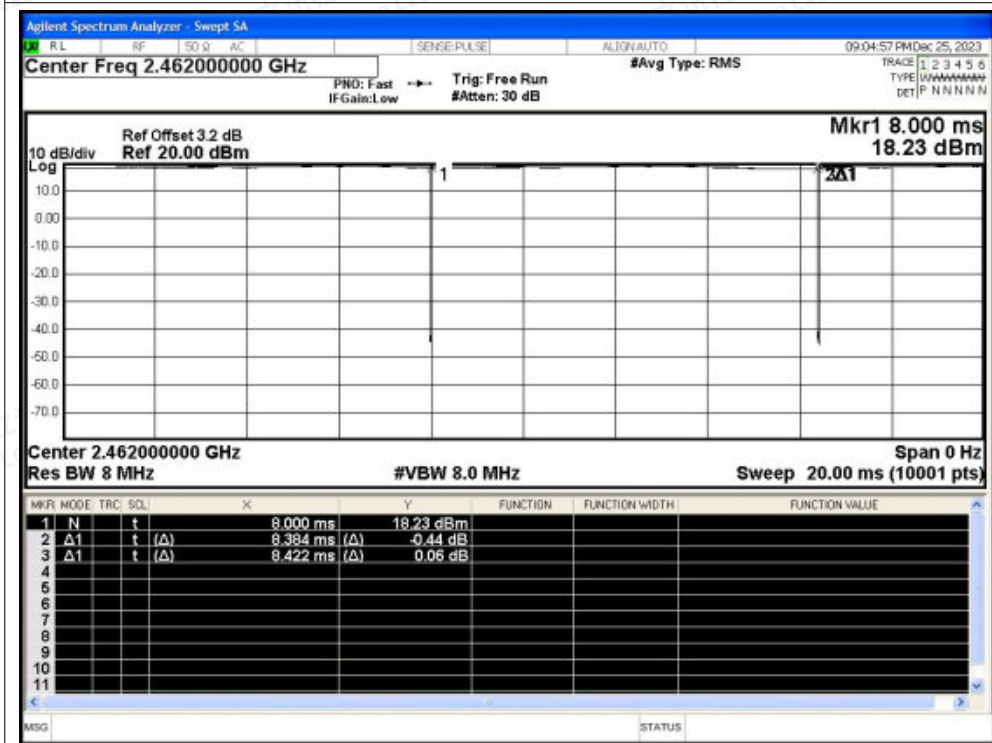 Agilent Spectrum Analyzer - Swept SA
RL RF 50 Ω AC SENSE:PULSE ALIGN AUTO 09:04:57 PM Dec 25, 2023
Center Freq 2.462000000 GHz #Avg Type: RMS TRACE 1 2 3 4 5 6
PNO: Fast Trig: Free Run TYPE
IFGain:Low #Atten: 30 dB DET P N N N N N
Mkr1 8.000 ms
Ref Offset 3.2 dB
10 dB/div Ref 20.00 dBm 18.23 dBm
Log
1 2Δ1
10.0
0.00
-10.0
-20.0
-30.0
-40.0
-50.0
-60.0
-70.0
Center 2.462000000 GHz Span 0 Hz
Res BW 8 MHz #VBW 8.0 MHz Sweep 20.00 ms (10001 pts)
MKR MODE TRC SCL X Y FUNCTION FUNCTION WIDTH FUNCTION VALUE
1 N t 8.000 ms 18.23 dBm
2 Δ1 t (Δ) 8.384 ms (Δ) -0.44 dB
3 Δ1 t (Δ) 8.422 ms (Δ) 0.06 dB
4
5
6
7
8
9
10
11
MSG STATUS